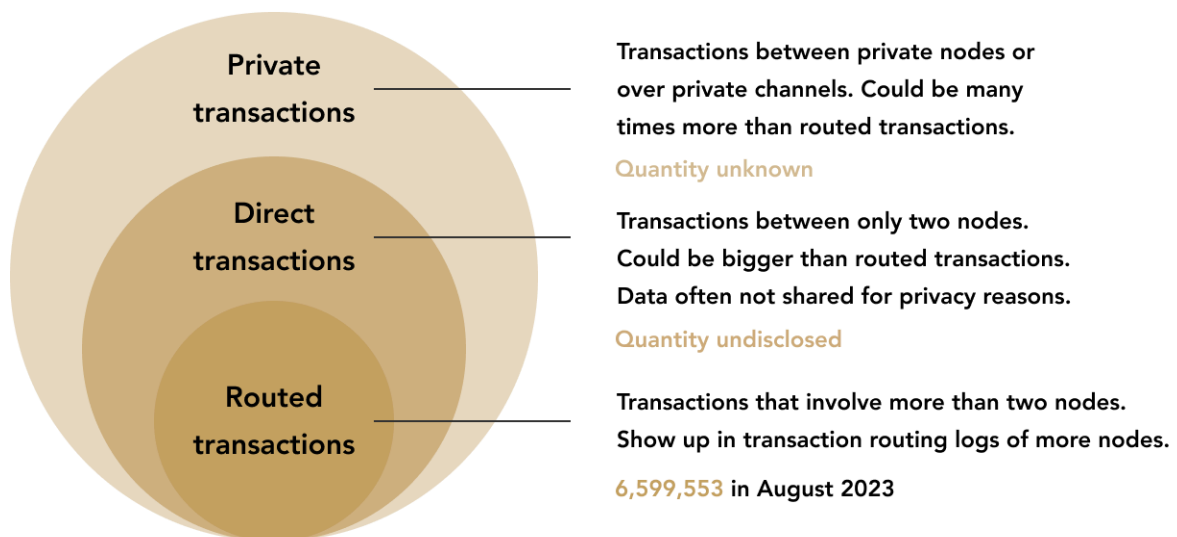 Private
transactions
Transactions between private nodes or
over private channels. Could be many
times more than routed transactions.
Quantity unknown
Direct
transactions
Transactions between only two nodes.
Could be bigger than routed transactions.
Data often not shared for privacy reasons.
Quantity undisclosed
Routed
transactions
Transactions that involve more than two nodes.
Show up in transaction routing logs of more nodes.
6,599,553 in August 2023